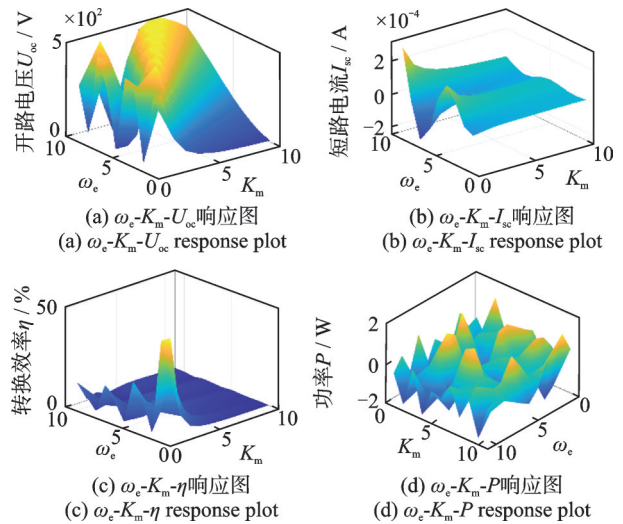 ×10²
5
开路电压U_oc / V
0
10
ω_e
5
0 0
5
K_m
10
(a) ω_e-K_m-U_oc响应图
(a) ω_e-K_m-U_oc response plot
×10⁻⁴
2
短路电流I_sc / A
0
-2
10
ω_e
5
0 0
5
K_m
10
(b) ω_e-K_m-I_sc响应图
(b) ω_e-K_m-I_sc response plot
50
转换效率η / %
0
10
ω_e
5
0 0
5
K_m
10
(c) ω_e-K_m-η响应图
(c) ω_e-K_m-η response plot
2
功率P / W
0
-2
0
K_m
5
10 10
5
ω_e
0
(d) ω_e-K_m-P响应图
(d) ω_e-K_m-P response plot